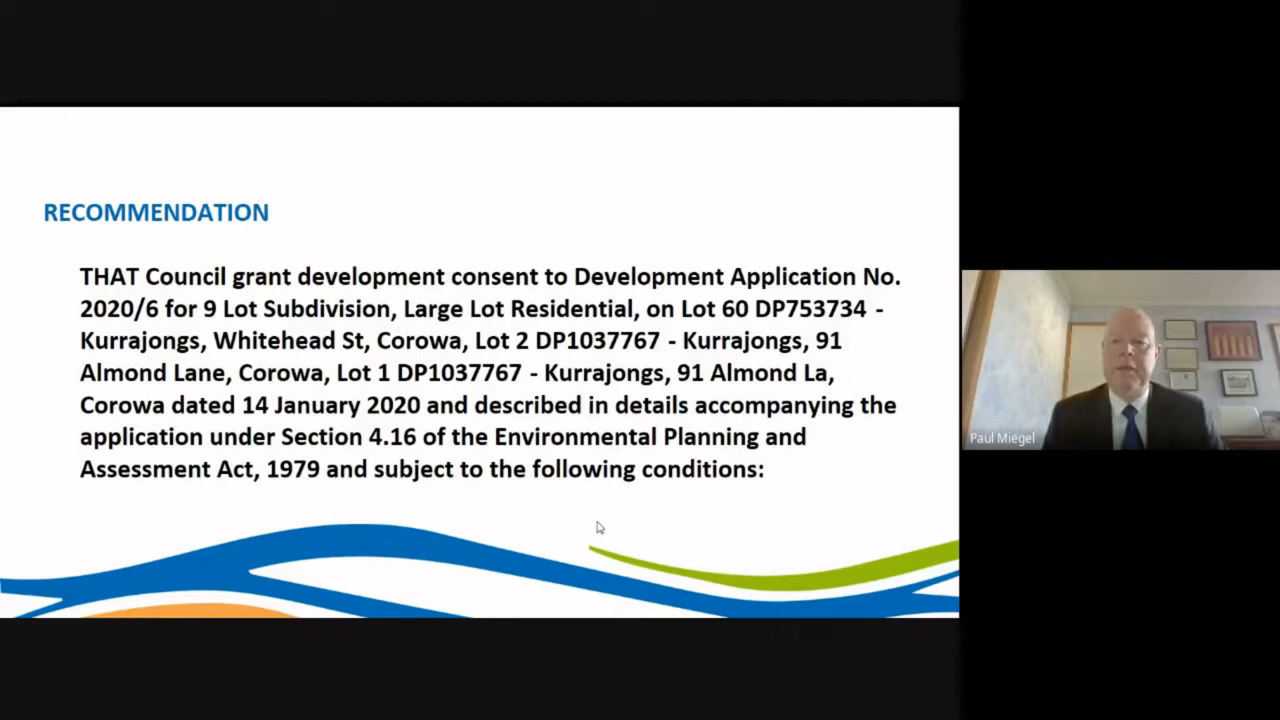 RECOMMENDATION
THAT Council grant development consent to Development Application No.
2020/6 for 9 Lot Subdivision, Large Lot Residential, on Lot 60 DP753734 -
Kurrajongs, Whitehead St, Corowa, Lot 2 DP1037767 - Kurrajongs, 91
Almond Lane, Corowa, Lot 1 DP1037767 - Kurrajongs, 91 Almond La,
Corowa dated 14 January 2020 and described in details accompanying the
application under Section 4.16 of the Environmental Planning and
Assessment Act, 1979 and subject to the following conditions:
Paul Miegel